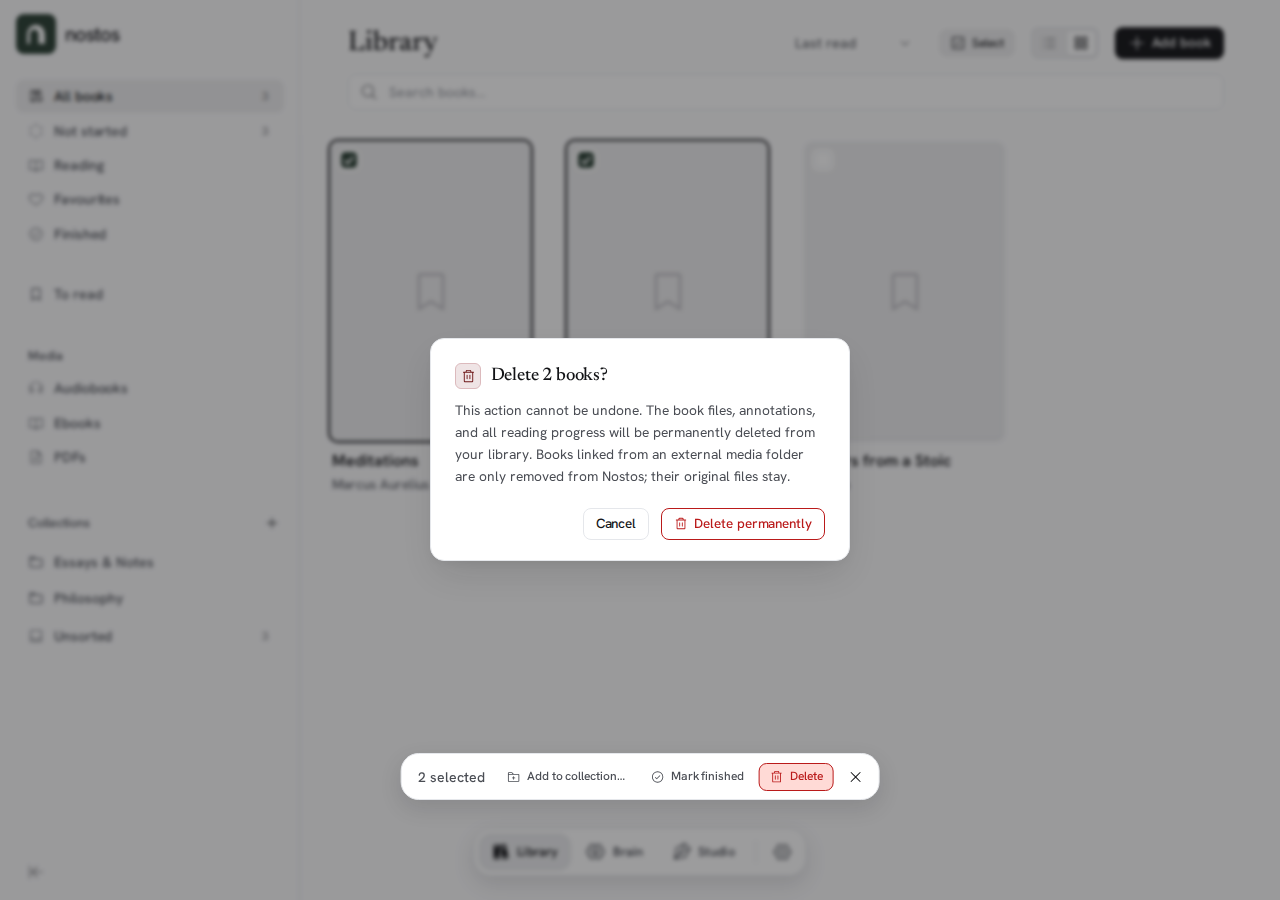 nostos
Library
Last read
Select
Add book
Search books...
All books
3
Not started
3
Reading
Favourites
Finished
To read
Media
Audiobooks
Ebooks
PDFs
Collections
Essays & Notes
Philosophy
Unsorted
3
Meditations
Marcus Aurelius
s from a Stoic
Delete 2 books?
This action cannot be undone. The book files, annotations,
and all reading progress will be permanently deleted from
your library. Books linked from an external media folder
are only removed from Nostos; their original files stay.
Cancel
Delete permanently
2 selected
Add to collection...
Mark finished
Delete
Library
Brain
Studio